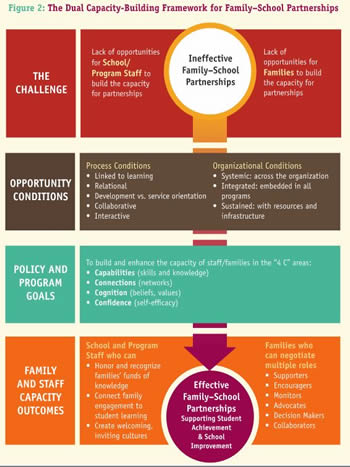 Figure 2: The Dual Capacity-Building Framework for Family–School Partnerships
THE
CHALLENGE
Lack of opportunities
for School/
Program Staff to
build the capacity
for partnerships
Ineffective
Family–School
Partnerships
Lack of
opportunities for
Families to build
the capacity for
partnerships
OPPORTUNITY
CONDITIONS
Process Conditions
• Linked to learning
• Relational
• Development vs. service orientation
• Collaborative
• Interactive
Organizational Conditions
• Systemic: across the organization
• Integrated: embedded in all
programs
• Sustained: with resources and
infrastructure
POLICY AND
PROGRAM
GOALS
To build and enhance the capacity of staff/families in the "4 C" areas:
• Capabilities (skills and knowledge)
• Connections (networks)
• Cognition (beliefs, values)
• Confidence (self-efficacy)
FAMILY
AND STAFF
CAPACITY
OUTCOMES
School and Program
Staff who can
• Honor and recognize
families' funds of
knowledge
• Connect family
engagement to
student learning
• Create welcoming,
inviting cultures
Effective
Family–School
Partnerships
Supporting Student
Achievement
& School
Improvement
Families who
can negotiate
multiple roles
• Supporters
• Encouragers
• Monitors
• Advocates
• Decision Makers
• Collaborators